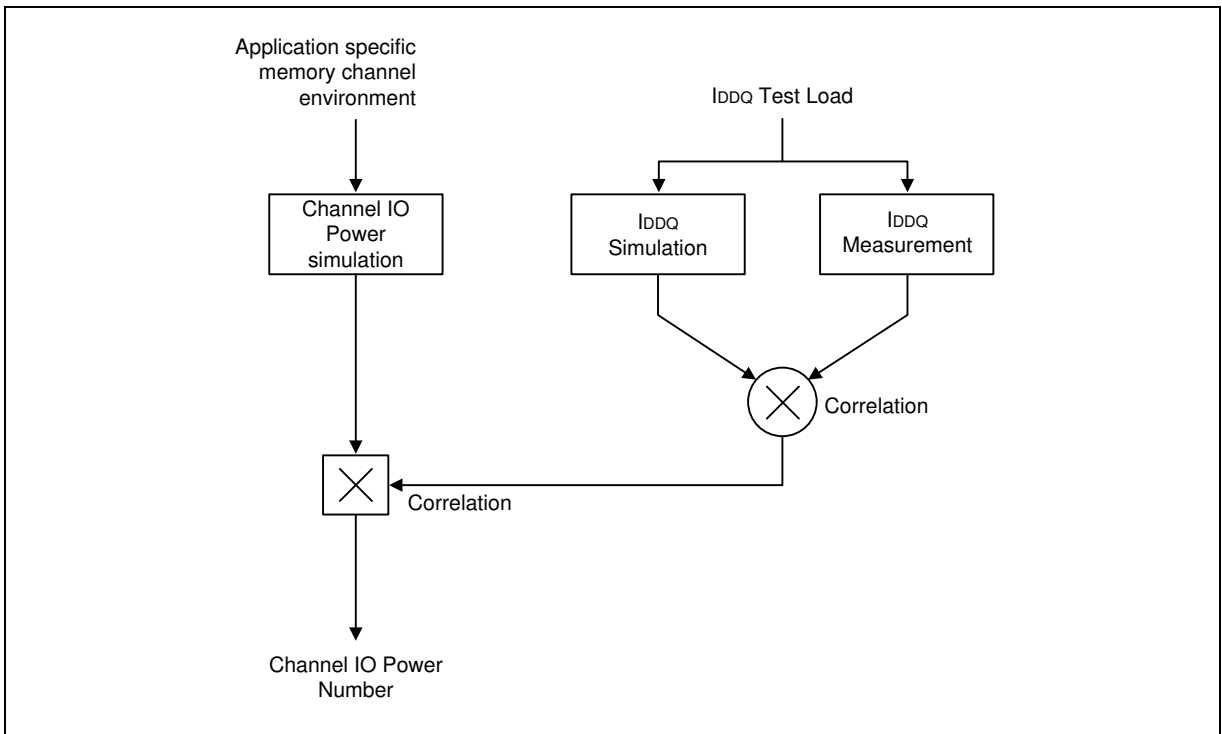 Application specific
memory channel
environment
IDDQ Test Load
Channel IO
Power
simulation
IDDQ
Simulation
IDDQ
Measurement
Correlation
Correlation
Channel IO Power
Number